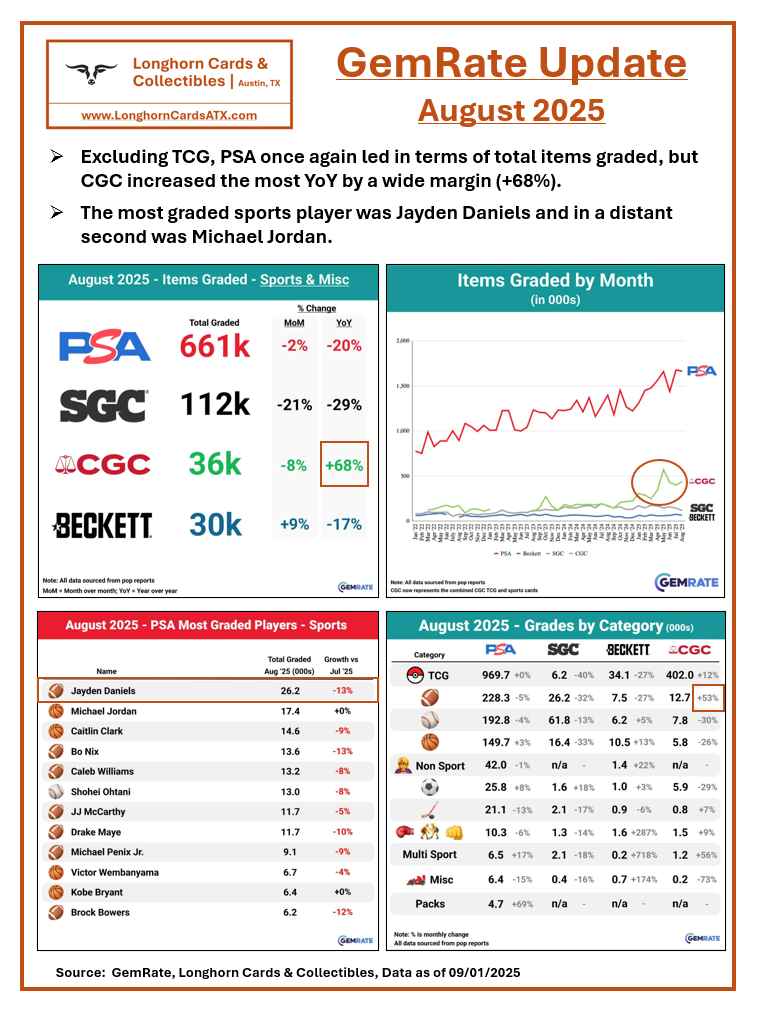 Longhorn Cards &
Collectibles | Austin, TX
www.LonghornCardsATX.com
GemRate Update
August 2025
➢ Excluding TCG, PSA once again led in terms of total items graded, but
CGC increased the most YoY by a wide margin (+68%).
➢ The most graded sports player was Jayden Daniels and in a distant
second was Michael Jordan.
August 2025 - Items Graded - Sports & Misc
% Change
Total Graded MoM YoY
PSA 661k -2% -20%
SGC 112k -21% -29%
CGC 36k -8% +68%
BECKETT 30k +9% -17%
Note: All data sourced from pop reports
MoM = Month over month; YoY = Year over year
GEMRATE
Items Graded by Month
(in 000s)
2,000
1,500
1,000
500
0
PSA
CGC
SGC
BECKETT
PSA Beckett SGC CGC
Note: All data sourced from pop reports
CGC now represents the combined CGC TCG and sports cards
GEMRATE
August 2025 - PSA Most Graded Players - Sports
Total Graded Growth vs
Name Aug '25 (000s) Jul '25
Jayden Daniels 26.2 -13%
Michael Jordan 17.4 +0%
Caitlin Clark 14.6 -9%
Bo Nix 13.6 -13%
Caleb Williams 13.2 -8%
Shohei Ohtani 13.0 -8%
JJ McCarthy 11.7 -5%
Drake Maye 11.7 -10%
Michael Penix Jr. 9.1 -9%
Victor Wembanyama 6.7 -4%
Kobe Bryant 6.4 +0%
Brock Bowers 6.2 -12%
GEMRATE
August 2025 - Grades by Category (000s)
Category PSA SGC BECKETT CGC
TCG 969.7 +0% 6.2 -40% 34.1 -27% 402.0 +12%
228.3 -5% 26.2 -32% 7.5 -27% 12.7 +53%
192.8 -4% 61.8 -13% 6.2 +5% 7.8 -30%
149.7 +3% 16.4 -33% 10.5 +13% 5.8 -26%
Non Sport 42.0 -1% n/a - 1.4 +22% n/a -
25.8 +8% 1.6 +18% 1.0 +3% 5.9 -29%
21.1 -13% 2.1 -17% 0.9 -6% 0.8 +7%
10.3 -6% 1.3 -14% 1.6 +287% 1.5 +9%
Multi Sport 6.5 +17% 2.1 -18% 0.2 +718% 1.2 +56%
Misc 6.4 -15% 0.4 -16% 0.7 +174% 0.2 -73%
Packs 4.7 +69% n/a - n/a - n/a -
Note: % is monthly change
All data sourced from pop reports
GEMRATE
Source: GemRate, Longhorn Cards & Collectibles, Data as of 09/01/2025